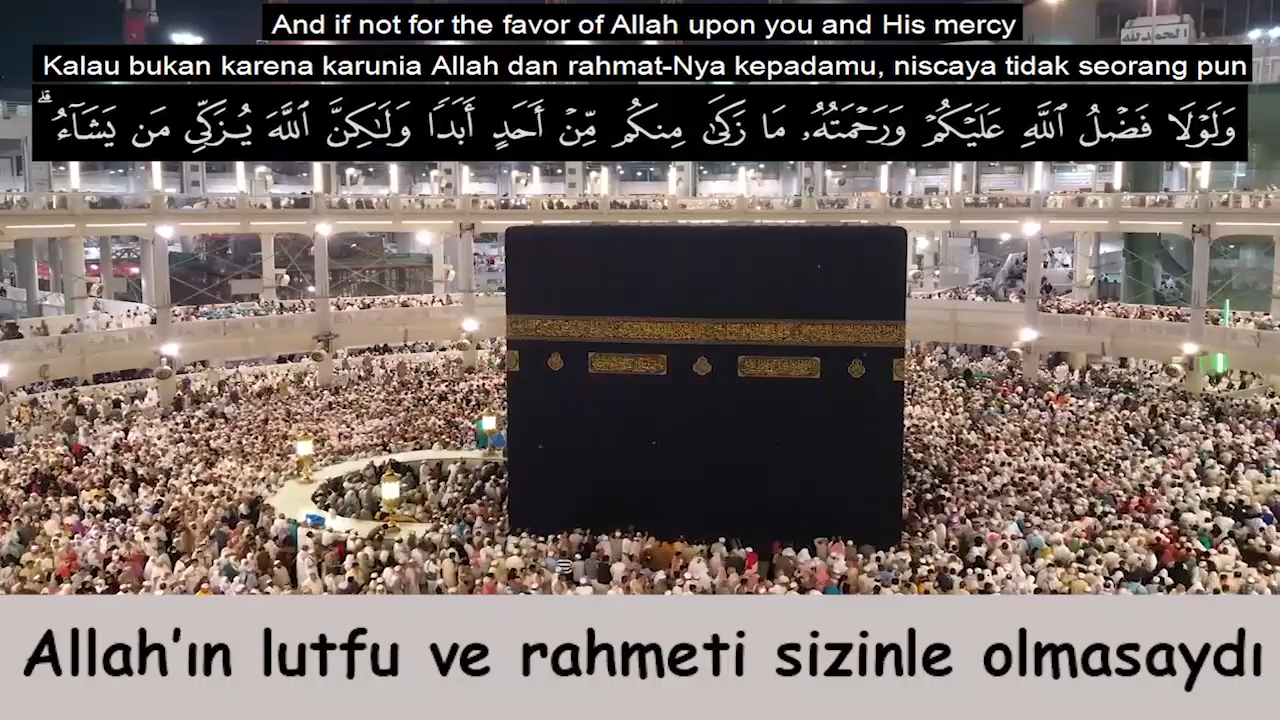 And if not for the favor of Allah upon you and His mercy
Kalau bukan karena karunia Allah dan rahmat-Nya kepadamu, niscaya tidak seorang pun
وَلَوْلَا فَضْلُ ٱللَّهِ عَلَيْكُمْ وَرَحْمَتُهُۥ مَا زَكَىٰ مِنكُم مِّنْ أَحَدٍ أَبَدًا وَلَـٰكِنَّ ٱللَّهَ يُزَكِّى مَن يَشَآءُ ۗ
الحمدلله
Allah’ın lutfu ve rahmeti sizinle olmasaydı